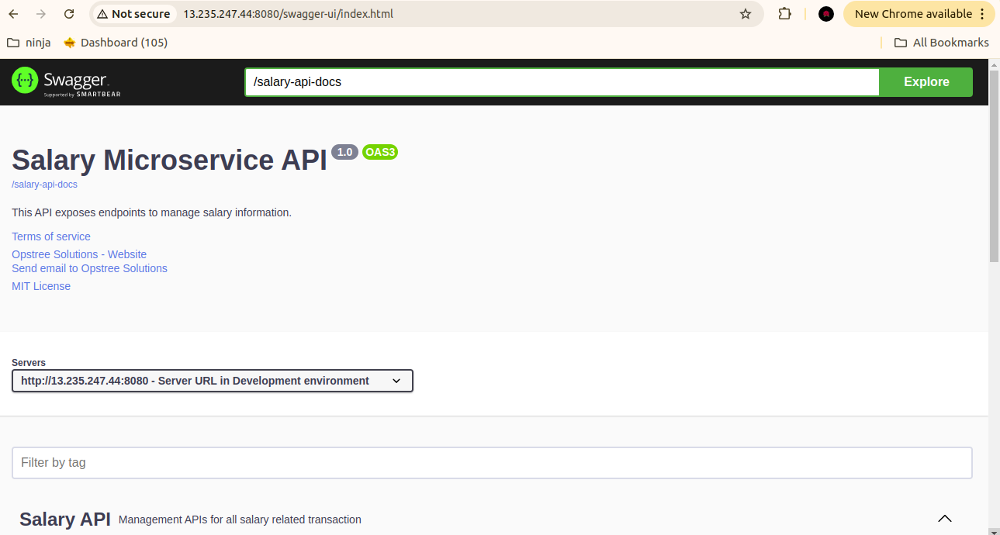 Not secure 13.235.247.44:8080/swagger-ui/index.html New Chrome available
ninja Dashboard (105) All Bookmarks
{···} Swagger. /salary-api-docs Explore
Supported by SMARTBEAR
Salary Microservice API 1.0 OAS3
/salary-api-docs
This API exposes endpoints to manage salary information.
Terms of service
Opstree Solutions - Website
Send email to Opstree Solutions
MIT License
Servers
http://13.235.247.44:8080 - Server URL in Development environment
Filter by tag
Salary API Management APIs for all salary related transaction